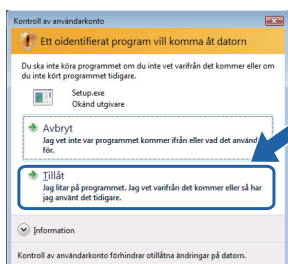 Kontroll av användarkonto
Ett oidentifierat program vill komma åt datorn
Du ska inte köra programmet om du inte vet varifrån det kommer eller om
du inte kört programmet tidigare.
Setup.exe
Okänd utgivare
Avbryt
Jag vet inte var programmet kommer ifrån eller vad det använd
för.
Tillåt
Jag litar på programmet. Jag vet varifrån det kommer eller så har
jag använt det tidigare.
Information
Kontroll av användarkonto förhindrar otillåtna ändringar på datorn.